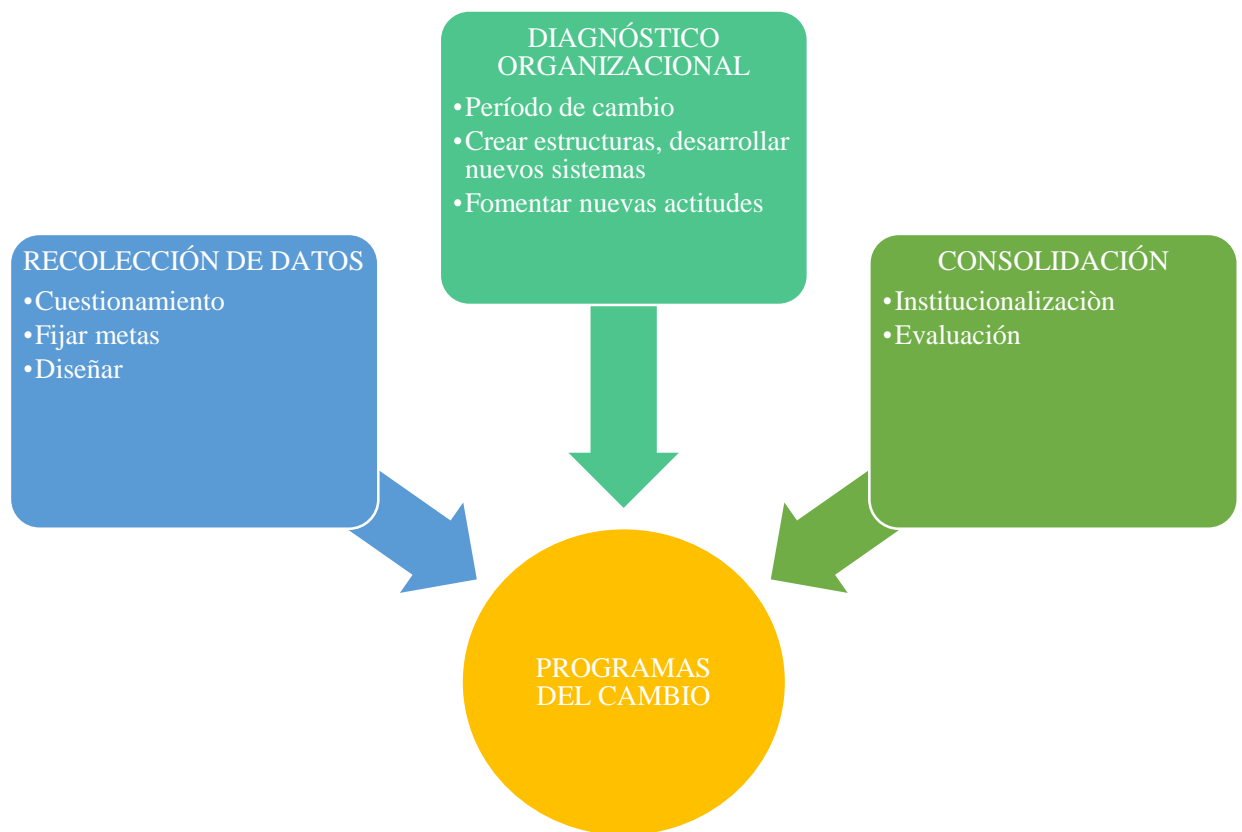 DIAGNÓSTICO
ORGANIZACIONAL
•Período de cambio
•Crear estructuras, desarrollar
nuevos sistemas
•Fomentar nuevas actitudes
RECOLECCIÓN DE DATOS
•Cuestionamiento
•Fijar metas
•Diseñar
CONSOLIDACIÓN
•Institucionalizaciòn
•Evaluación
PROGRAMAS
DEL CAMBIO